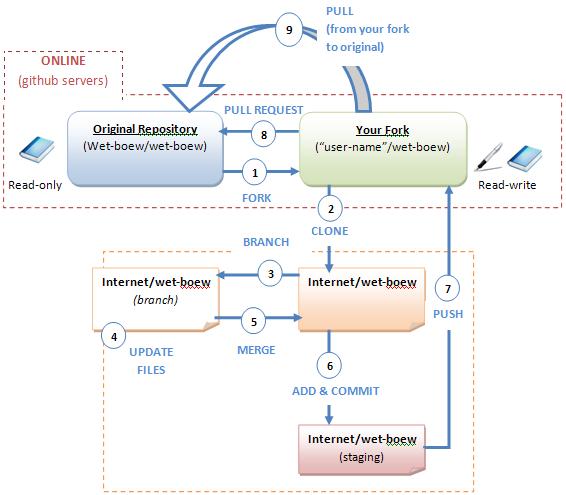 9
PULL
(from your fork
to original)
ONLINE
(github servers)
PULL REQUEST
8
Original Repository
(Wet-boew/wet-boew)
Your Fork
("user-name"/wet-boew)
Read-only
1
FORK
Read-write
2
CLONE
BRANCH
3
Internet/wet-boew
(branch)
Internet/wet-boew
7
PUSH
5
MERGE
4
UPDATE
FILES
6
ADD & COMMIT
Internet/wet-boew
(staging)